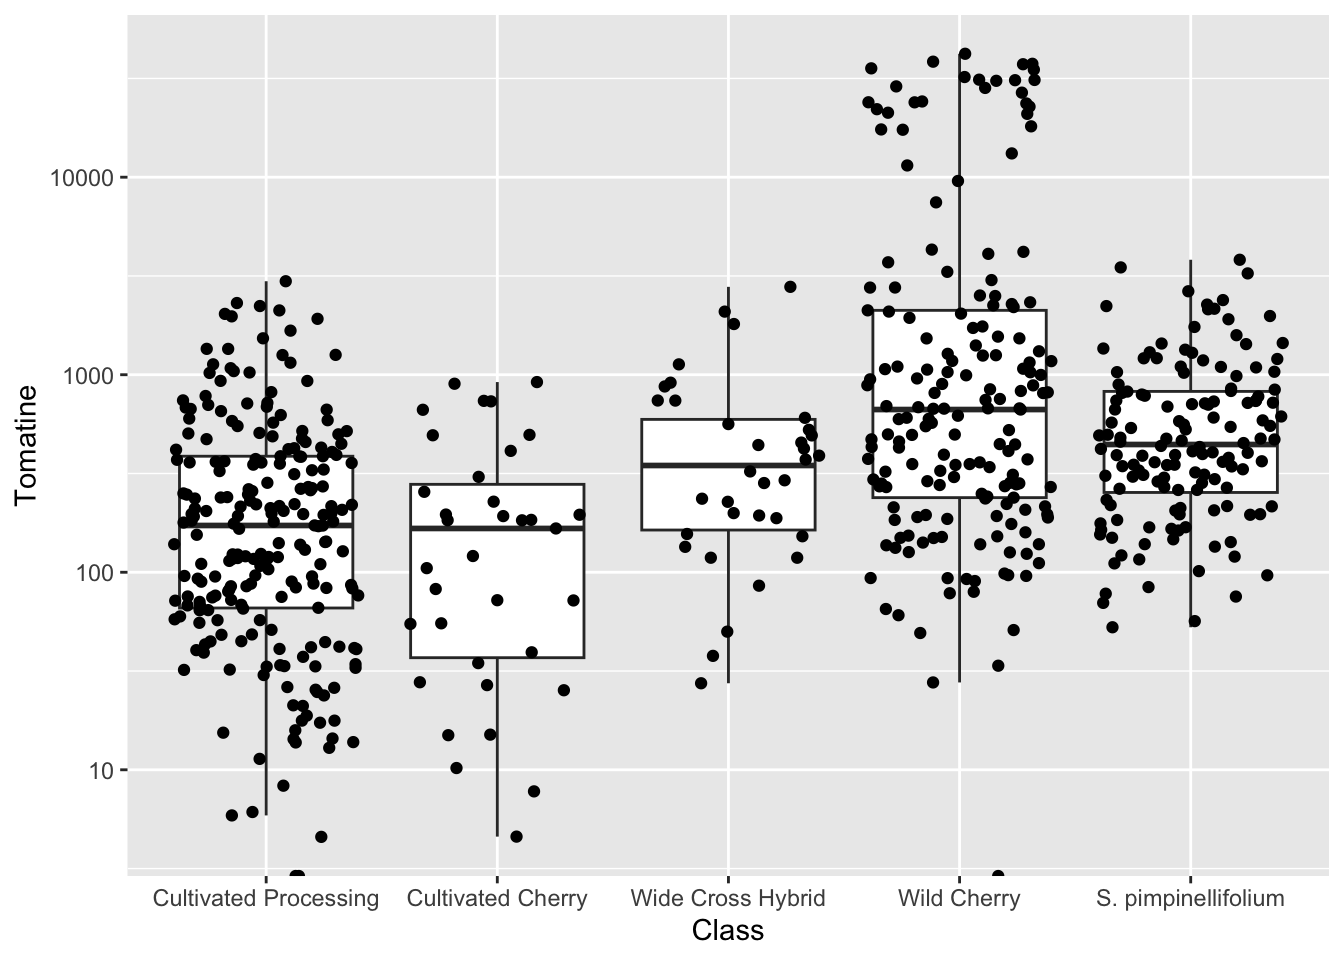 Tomatine
10000
1000
100
10
Cultivated Processing
Cultivated Cherry
Wide Cross Hybrid
Wild Cherry
S. pimpinellifolium
Class